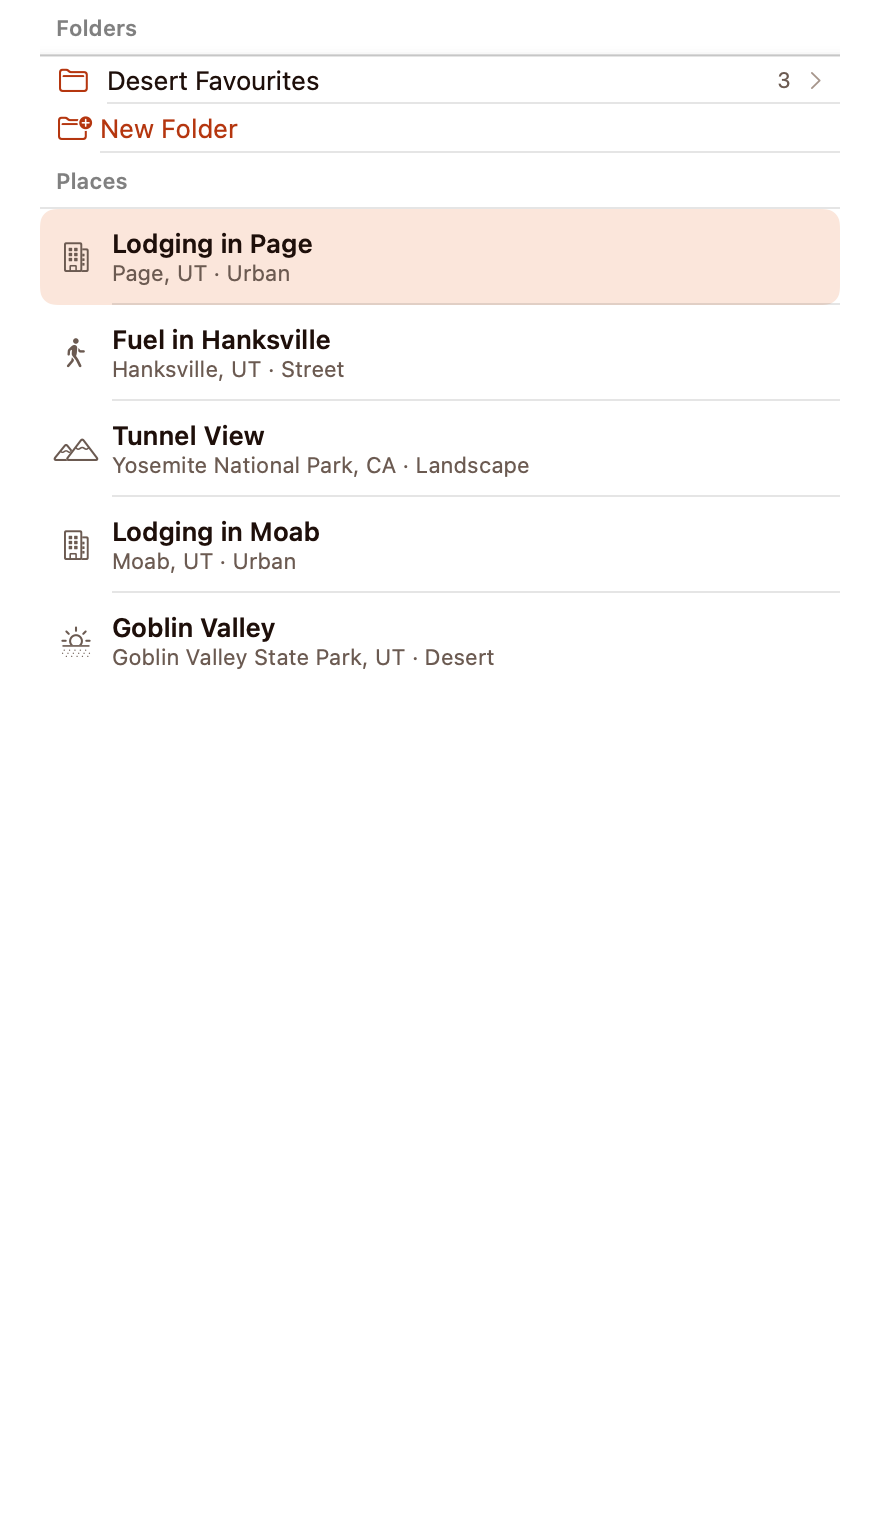 Folders
Desert Favourites 3
New Folder
Places
Lodging in Page
Page, UT · Urban
Fuel in Hanksville
Hanksville, UT · Street
Tunnel View
Yosemite National Park, CA · Landscape
Lodging in Moab
Moab, UT · Urban
Goblin Valley
Goblin Valley State Park, UT · Desert